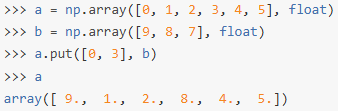 >>> a = np.array([0, 1, 2, 3, 4, 5], float)
>>> b = np.array([9, 8, 7], float)
>>> a.put([0, 3], b)
>>> a
array([ 9.,  1.,  2.,  8.,  4.,  5.])